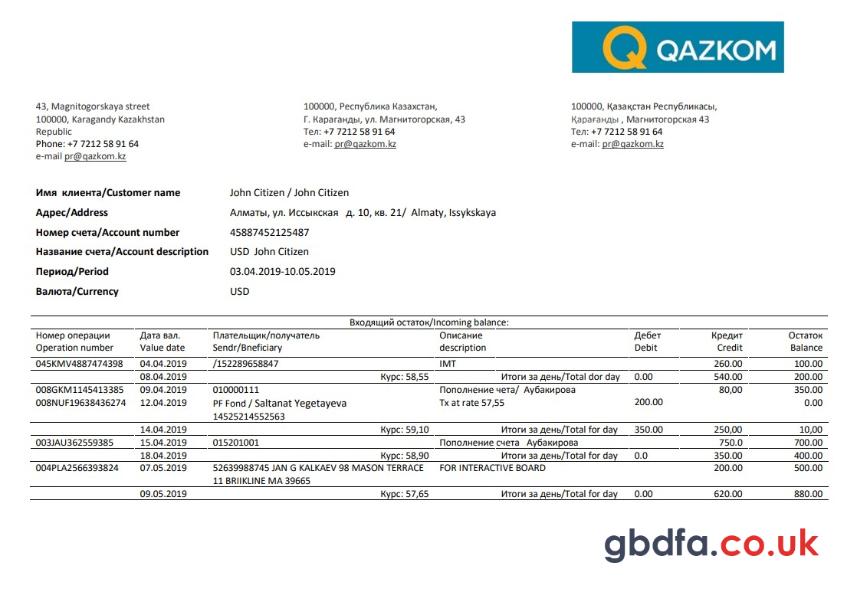 QAZKOM
43, Magnitogorskaya street
100000, Karagandy Kazakhstan
Republic
Phone: +7 7212 58 91 64
e-mail pr@qazkom.kz
100000, Республика Казахстан,
Г. Караганды, ул. Магнитогорская, 43
Тел: +7 7212 58 91 64
e-mail: pr@qazkom.kz
100000, Қазақстан Республикасы,
Қарағанды , Магнитогорская 43
Тел: +7 7212 58 91 64
e-mail: pr@qazkom.kz
Имя клиента/Customer name John Citizen / John Citizen
Адрес/Address Алматы, ул. Иссыкская д. 10, кв. 21/ Almaty, Issykskaya
Номер счета/Account number 45887452125487
Название счета/Account description USD John Citizen
Период/Period 03.04.2019-10.05.2019
Валюта/Currency USD
Входящий остаток/Incoming balance:
Номер операции Дата вал. Плательщик/получатель Описание Дебет Кредит Остаток
Operation number Value date Sendr/Bneficiary description Debit Credit Balance
045KMV4887474398 04.04.2019 /152289658847 IMT 260.00 100.00
08.04.2019 Курс: 58,55 Итоги за день/Total dor day 0.00 540.00 200.00
008GKM1145413385 09.04.2019 010000111 Пополнение чета/ Аубакирова 80,00 350.00
008NUF19638436274 12.04.2019 PF Fond / Saltanat Yegetayeva Tx at rate 57,55 200.00 0.00
14525214552563
14.04.2019 Курс: 59,10 Итоги за день/Total for day 350.00 250,00 10,00
003JAU362559385 15.04.2019 015201001 Пополнение счета Аубакирова 750.0 700.00
18.04.2019 Курс: 58,90 Итоги за день/Total for day 0.0 350.00 400.00
004PLA2566393824 07.05.2019 52639988745 JAN G KALKAEV 98 MASON TERRACE FOR INTERACTIVE BOARD 200.00 500.00
11 BRIIKLINE MA 39665
09.05.2019 Курс: 57,65 Итоги за день/Total for day 0.00 620.00 880.00
gbdfa.co.uk